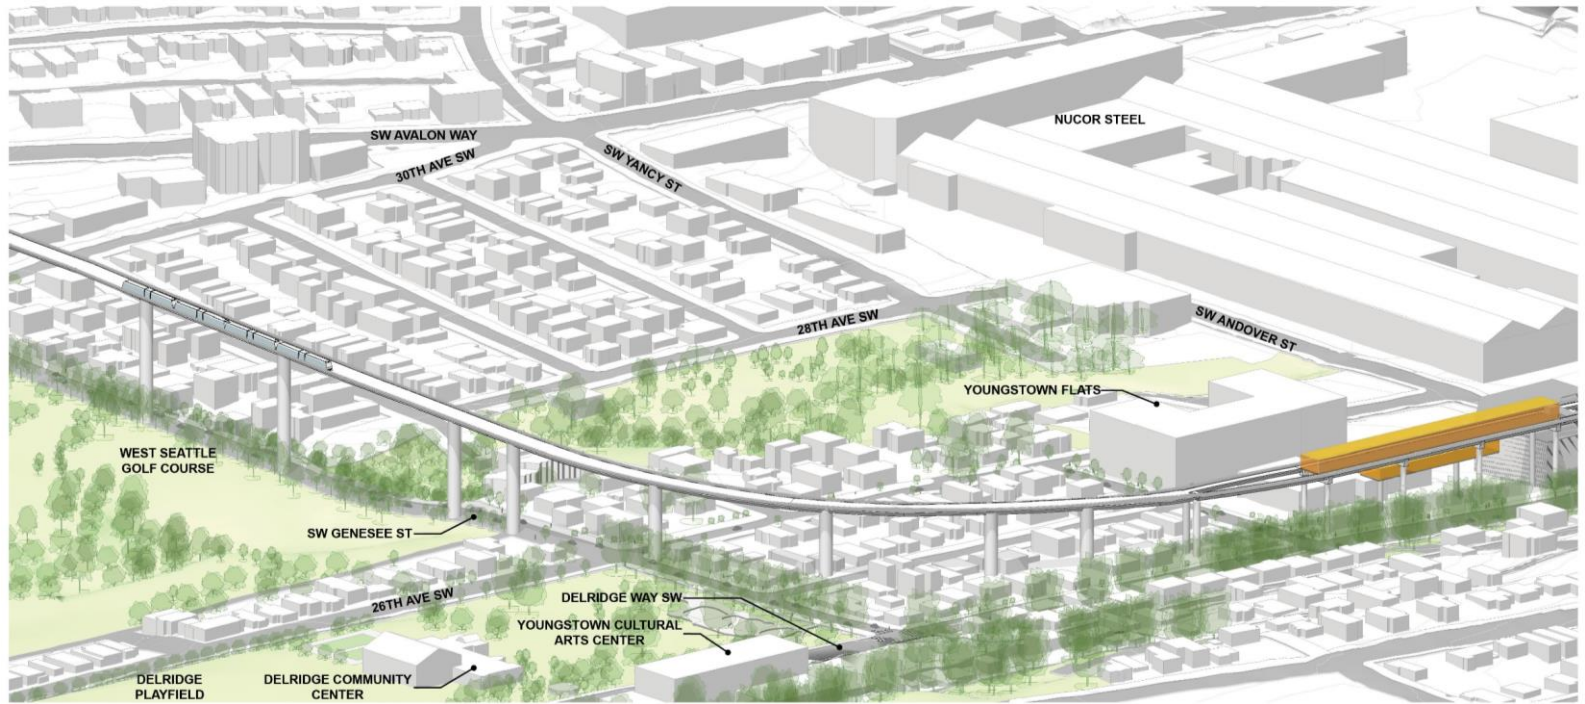 NUCOR STEEL
SW AVALON WAY
30TH AVE SW
SW YANCY ST
28TH AVE SW
SW ANDOVER ST
YOUNGSTOWN FLATS
WEST SEATTLE
GOLF COURSE
SW GENESEE ST
26TH AVE SW
DELRIDGE WAY SW
YOUNGSTOWN CULTURAL
ARTS CENTER
DELRIDGE
PLAYFIELD
DELRIDGE COMMUNITY
CENTER